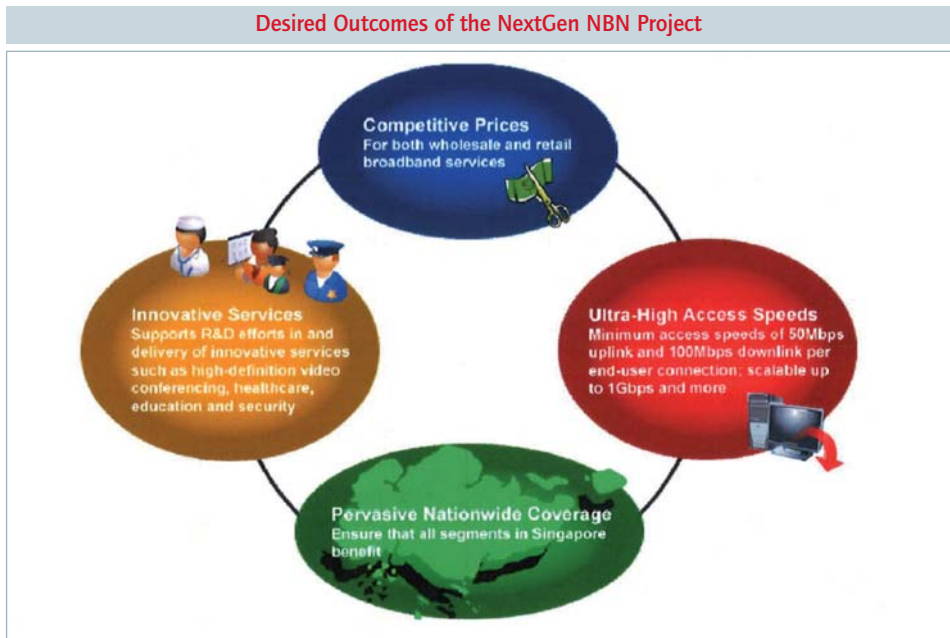 Desired Outcomes of the NextGen NBN Project
Competitive Prices
For both wholesale and retail
broadband services
Innovative Services
Supports R&D efforts in and
delivery of innovative services
such as high-definition video
conferencing, healthcare,
education and security
Ultra-High Access Speeds
Minimum access speeds of 50Mbps
uplink and 100Mbps downlink per
end-user connection; scalable up
to 1Gbps and more
Pervasive Nationwide Coverage
Ensure that all segments in Singapore
benefit